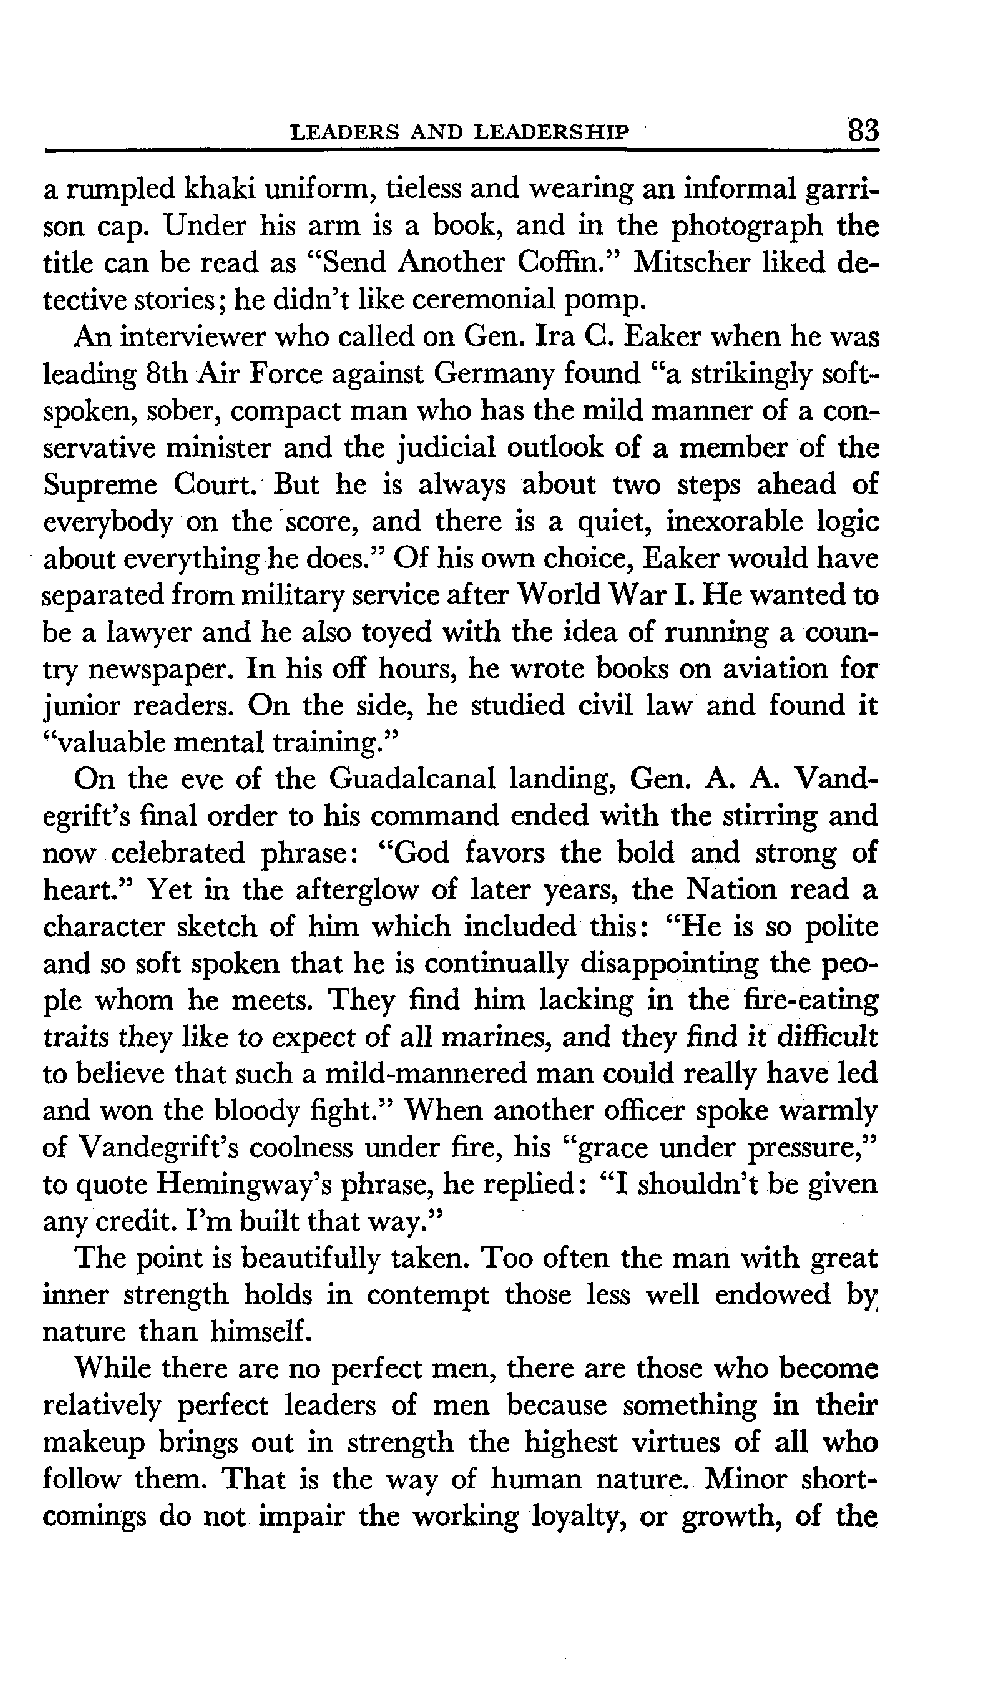 LEADERS AND LEADERSHIP 83
a rumpled khaki uniform, tieless and wearing an informal garri-
son cap. Under his arm is a book, and in the photograph the
title can be read as “Send Another Coffin.” Mitscher liked de-
tective stories; he didn’t like ceremonial pomp.
An interviewer who called on Gen. Ira C. Eaker when he was
leading 8th Air Force against Germany found “a strikingly soft-
spoken, sober, compact man who has the mild manner of a con-
servative minister and the judicial outlook of a member of the
Supreme Court. But he is always about two steps ahead of
everybody on the score, and there is a quiet, inexorable logic
about everything he does.” Of his own choice, Eaker would have
separated from military service after World War I. He wanted to
be a lawyer and he also toyed with the idea of running a coun-
try newspaper. In his off hours, he wrote books on aviation for
junior readers. On the side, he studied civil law and found it
“valuable mental training.”
On the eve of the Guadalcanal landing, Gen. A. A. Vand-
egrift’s final order to his command ended with the stirring and
now celebrated phrase: “God favors the bold and strong of
heart.” Yet in the afterglow of later years, the Nation read a
character sketch of him which included this: “He is so polite
and so soft spoken that he is continually disappointing the peo-
ple whom he meets. They find him lacking in the fire-eating
traits they like to expect of all marines, and they find it difficult
to believe that such a mild-mannered man could really have led
and won the bloody fight.” When another officer spoke warmly
of Vandegrift’s coolness under fire, his “grace under pressure,”
to quote Hemingway’s phrase, he replied: “I shouldn’t be given
any credit. I’m built that way.”
The point is beautifully taken. Too often the man with great
inner strength holds in contempt those less well endowed by
nature than himself.
While there are no perfect men, there are those who become
relatively perfect leaders of men because something in their
makeup brings out in strength the highest virtues of all who
follow them. That is the way of human nature. Minor short-
comings do not impair the working loyalty, or growth, of the